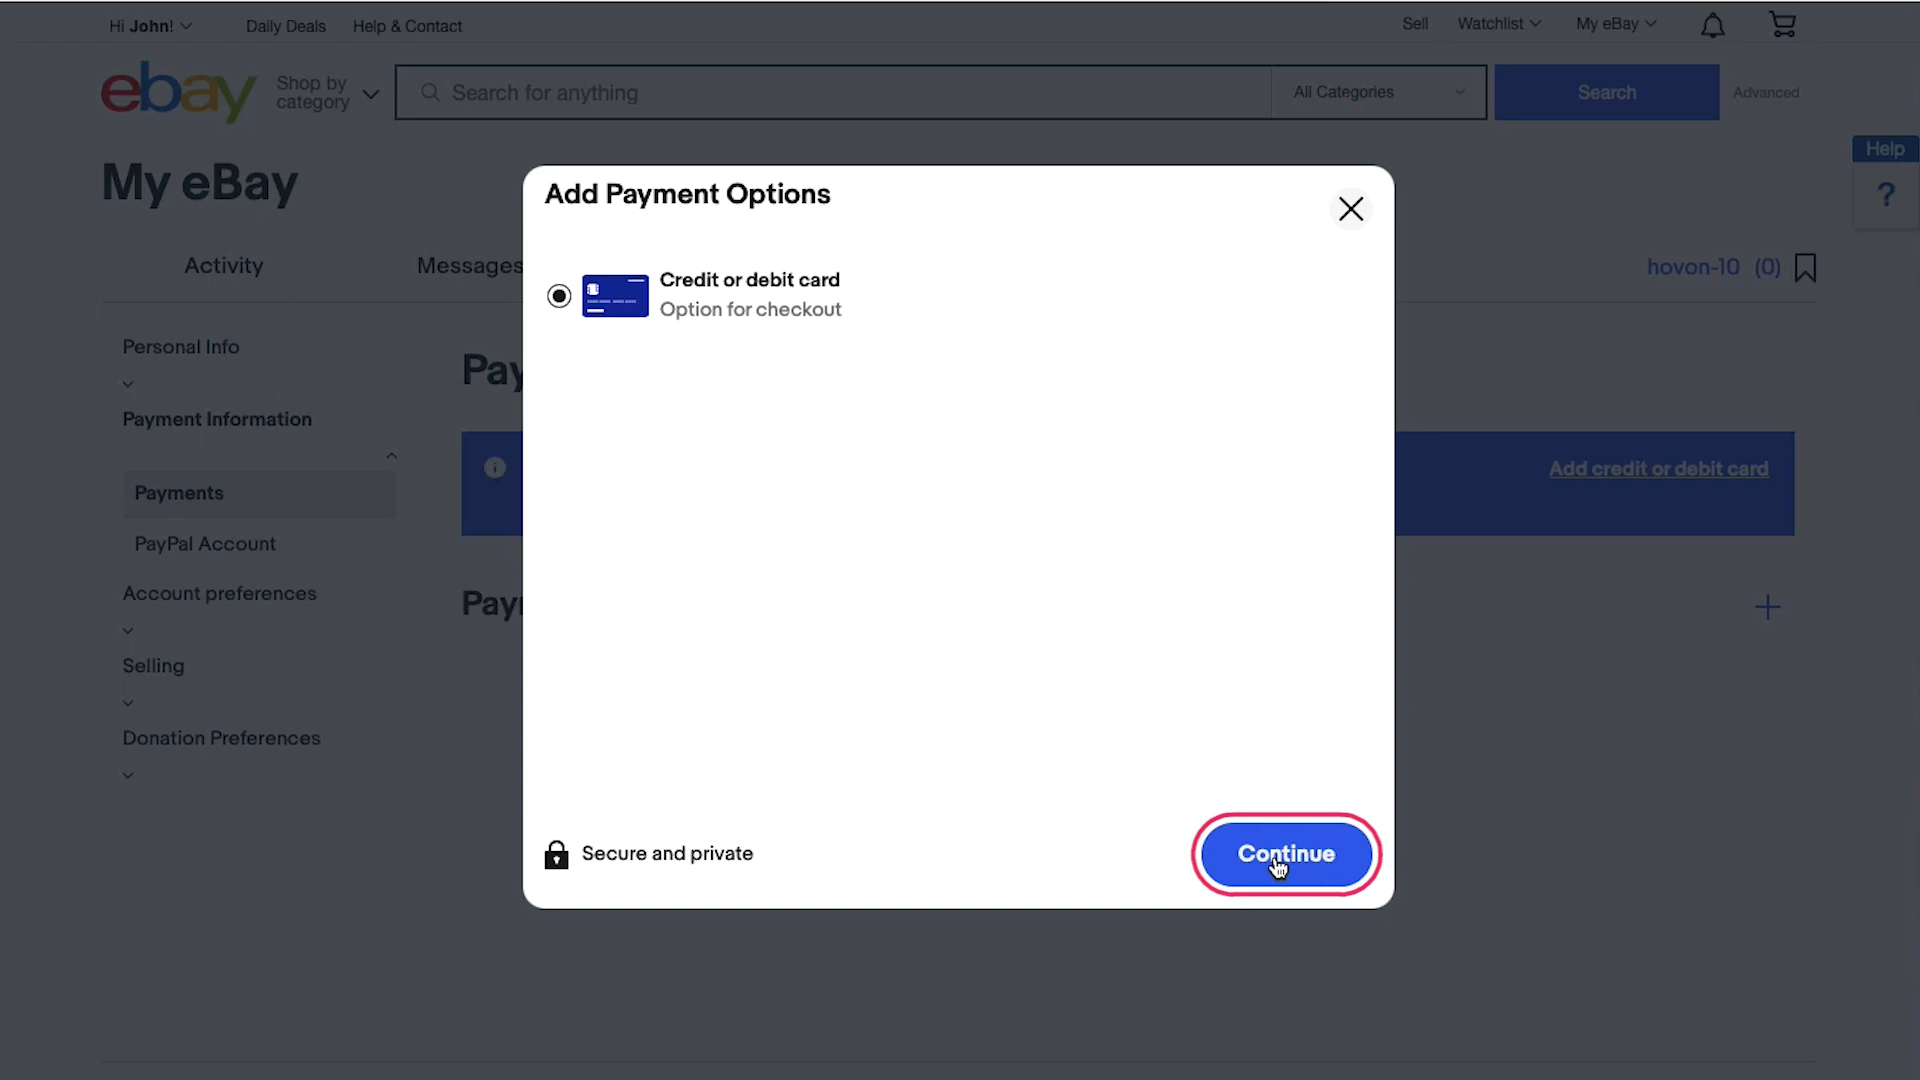 Hi John!
Daily Deals
Help & Contact
Sell
Watchlist
My eBay
ebay
Shop by
category
Search for anything
All Categories
Search
Advanced
Help
?
My eBay
Activity
Messages
hovon-10 (0)
Add Payment Options
Credit or debit card
Option for checkout
Personal Info
Pay
Payment Information
Add credit or debit card
Payments
PayPal Account
Account preferences
Selling
Donation Preferences
Secure and private
Continue